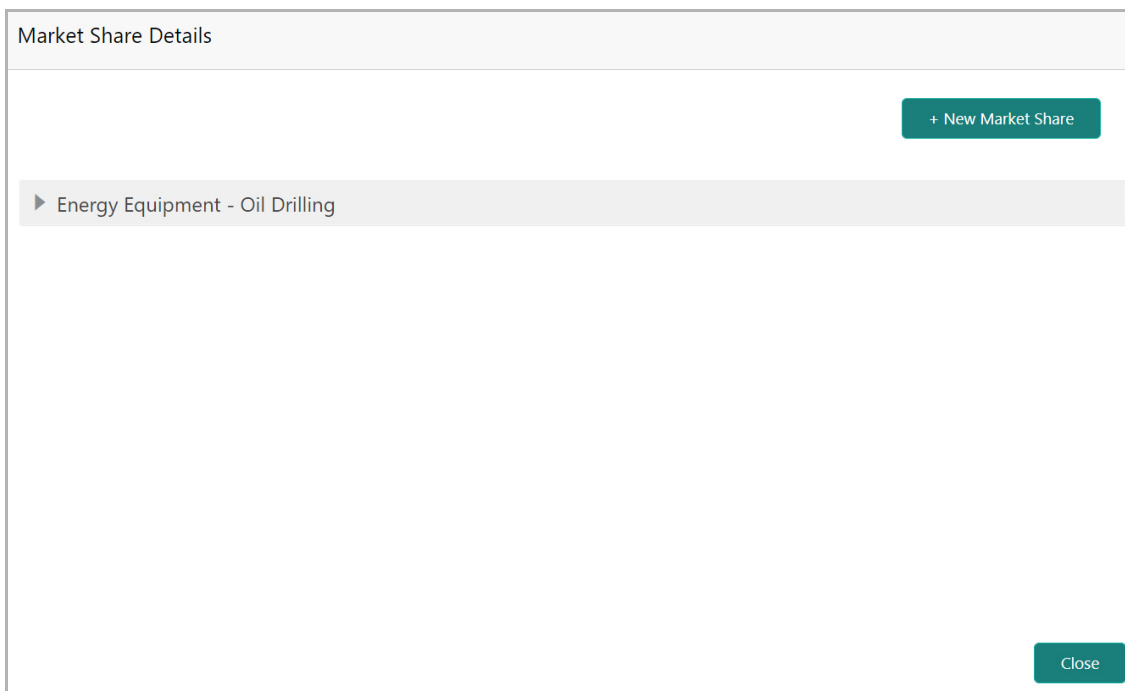 Market Share Details
+ New Market Share
Energy Equipment - Oil Drilling
Close